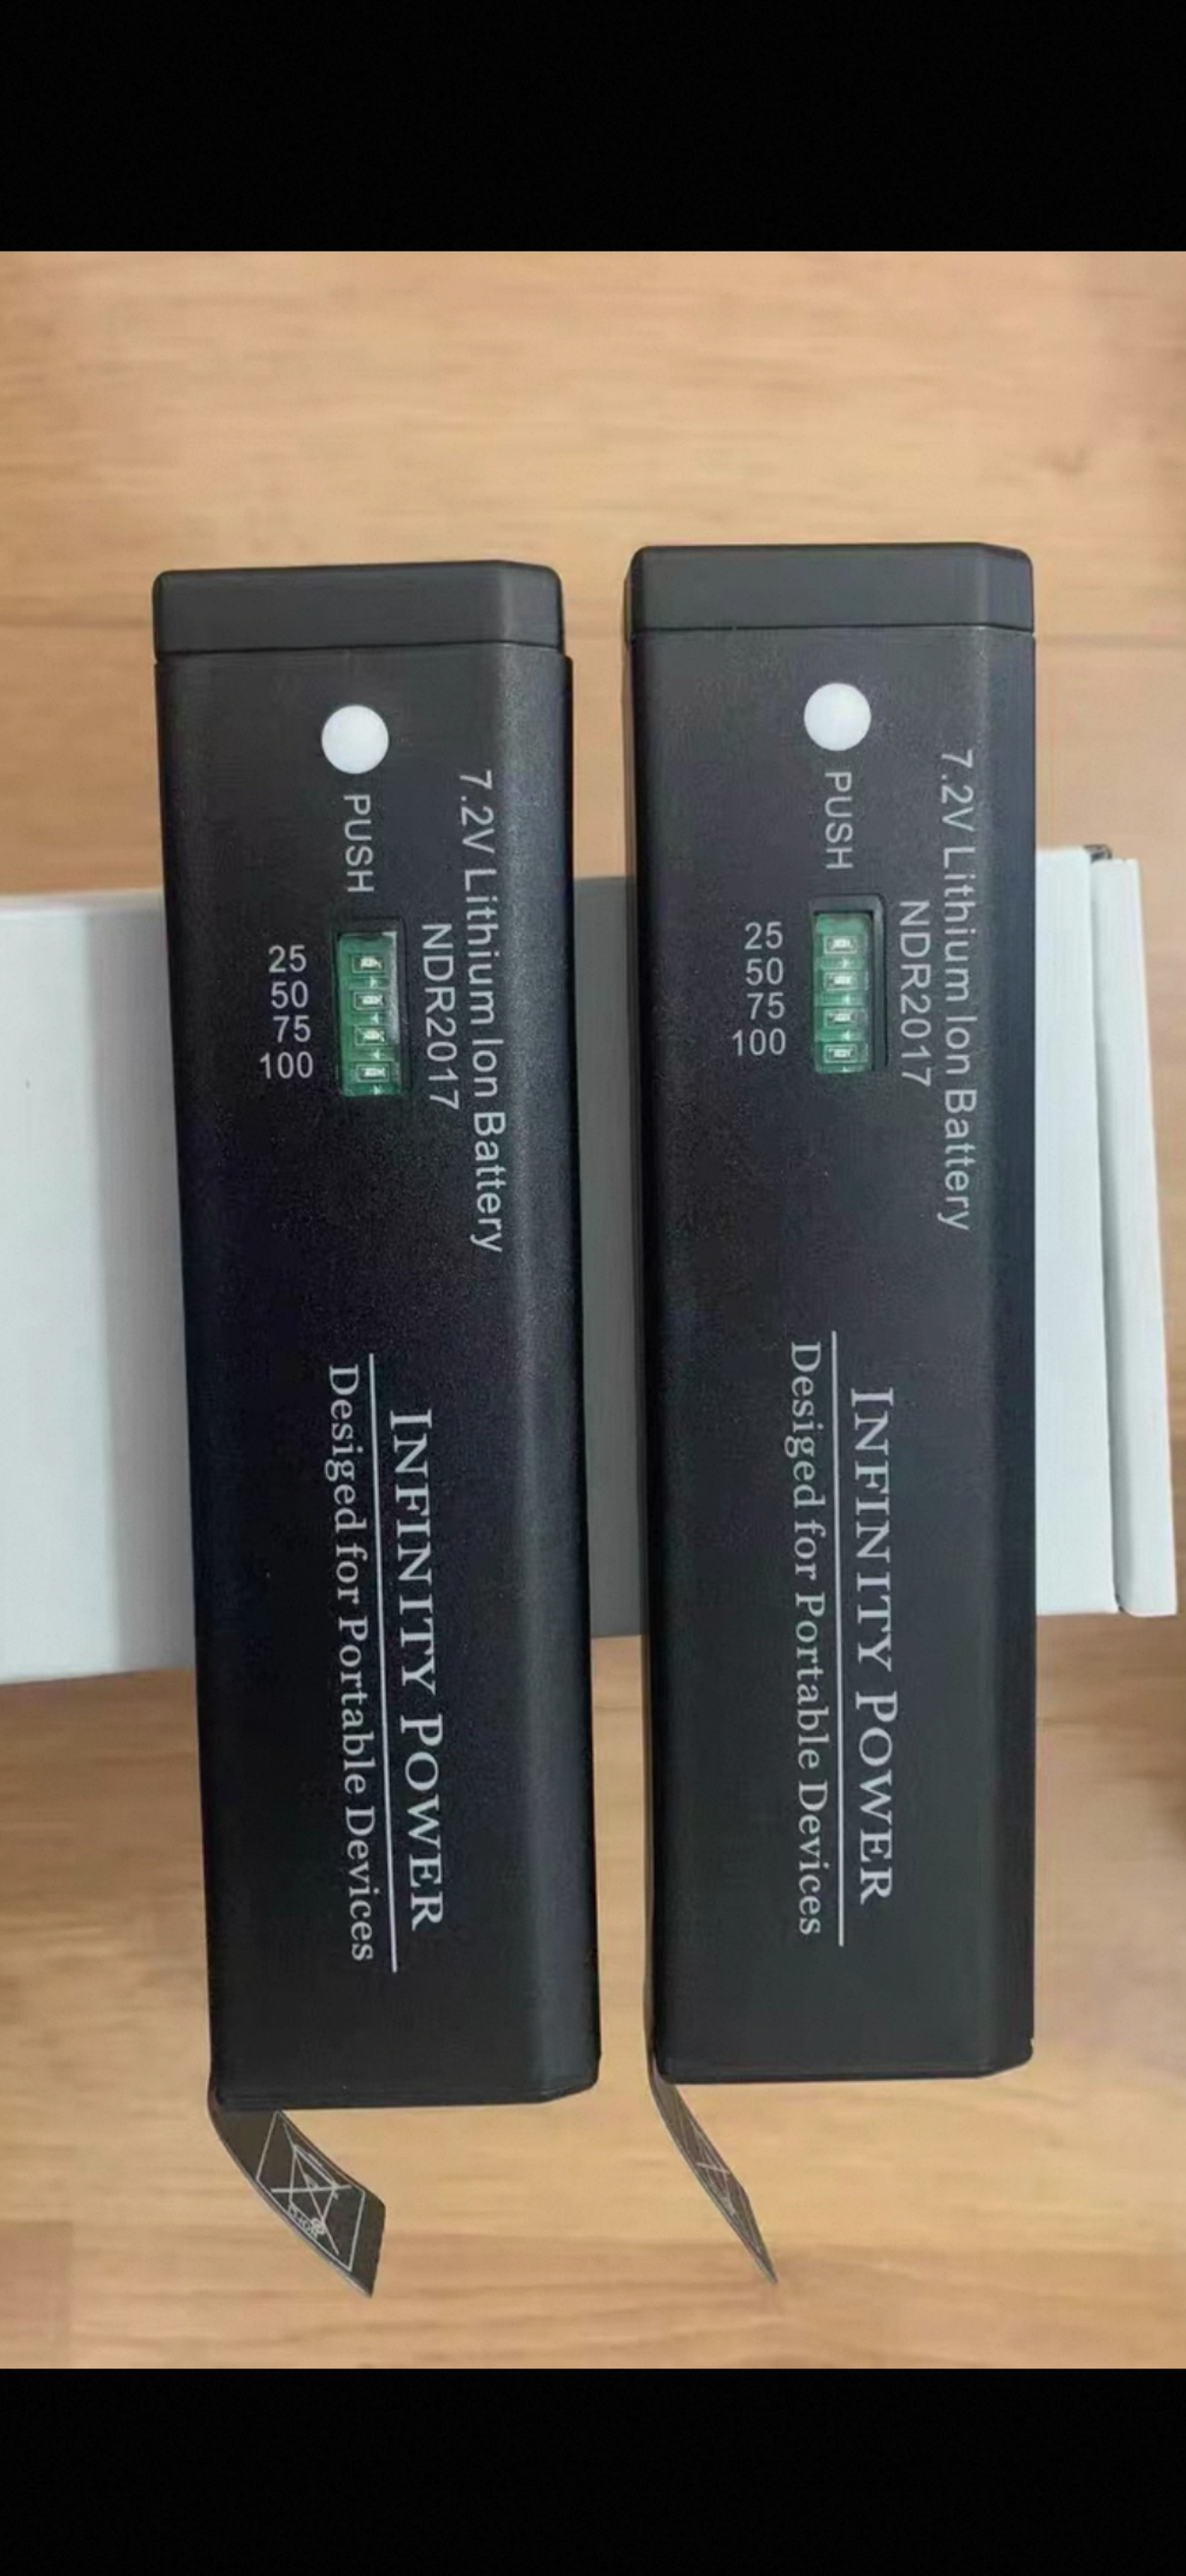 7.2V Lithium Ion Battery
NDR2017
PUSH
25
50
75
100
INFINITY POWER
Desiged for Portable Devices
7.2V Lithium Ion Battery
NDR2017
PUSH
25
50
75
100
INFINITY POWER
Desiged for Portable Devices